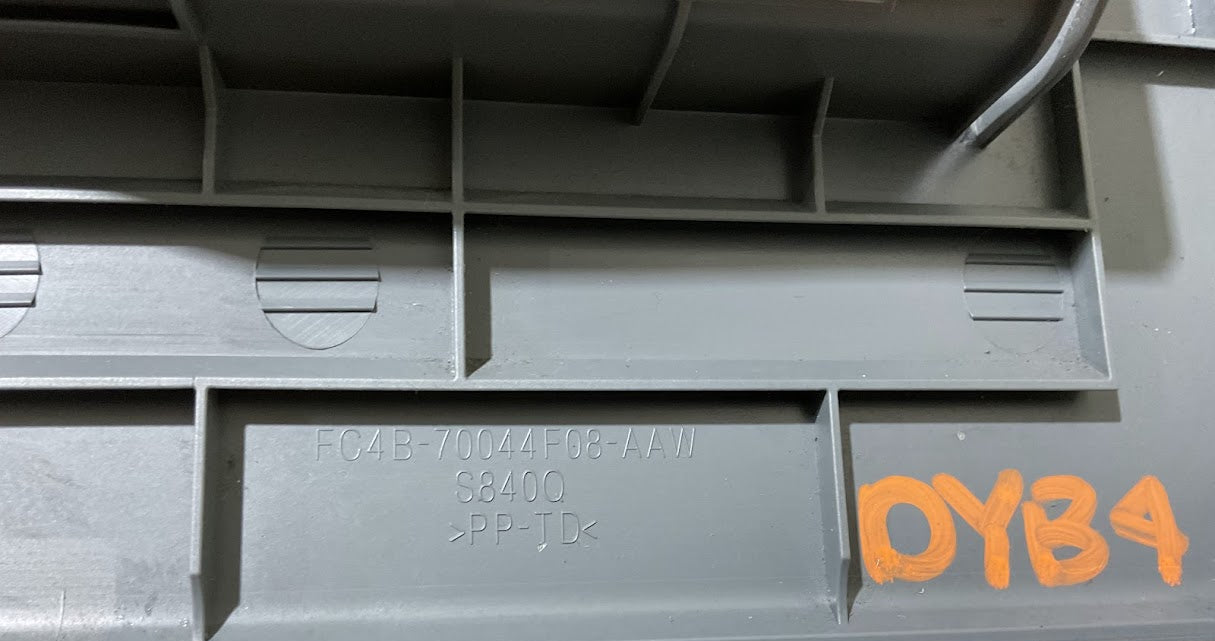 FC4B-70044F08-AAW
S840Q
>PP-TD<
DYB4